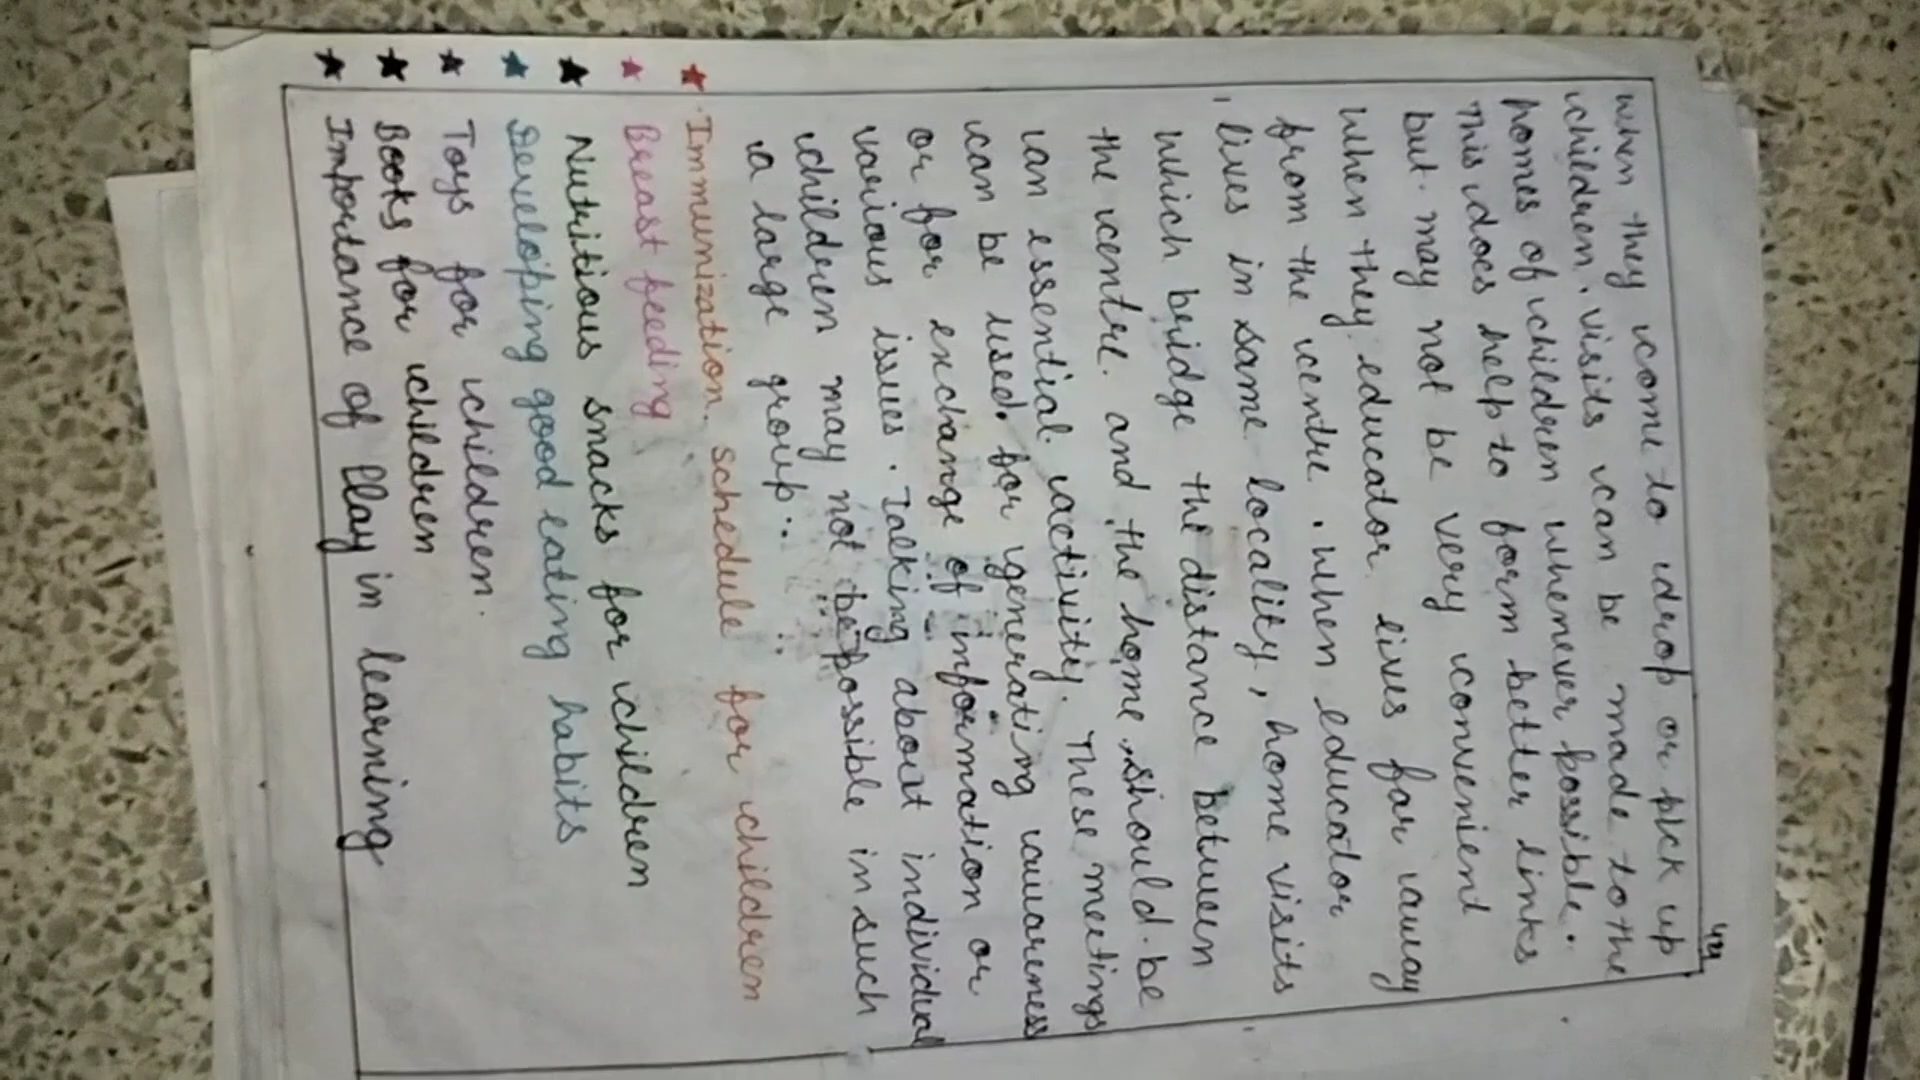 when they come to drop or pick up
children. visits can be made to the
homes of children whenever possible.
This does help to form better links
but may not be very convenient
when they educator lives far away
from the centre. when educator
lives in same locality, home visits
which bridge the distance between
the centre. and the home should be
an essential activity. These meetings
can be used. for generating awareness
or for exchange of information or
various issues. Talking about individual
children may not be possible in such
a large group.
★ Immunization. schedule for children
★ Breast feeding
★ Nutritious snacks for children
★ Developing good eating habits
★ Toys for children.
★ Books for children
★ Importance of Play in learning